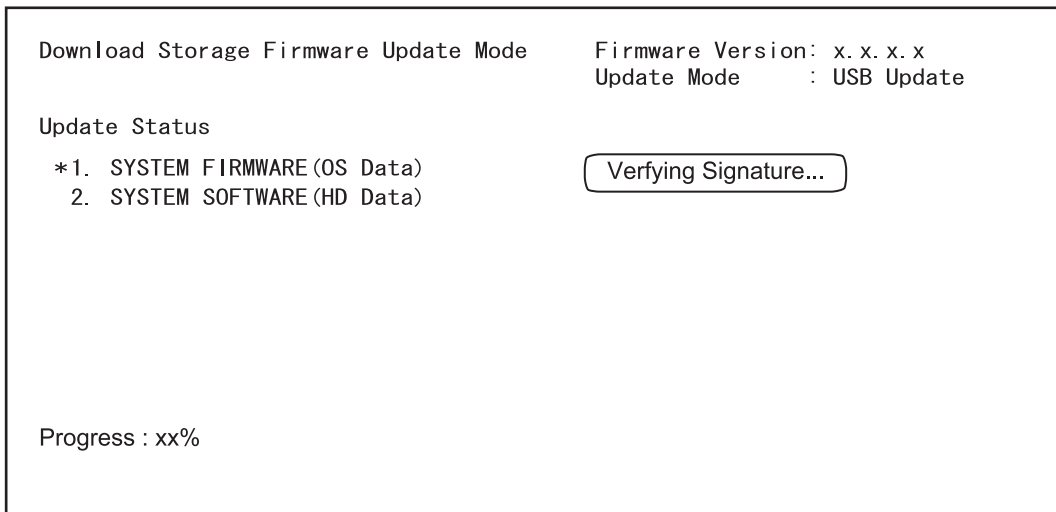 Download Storage Firmware Update Mode Firmware Version: x.x.x.x
Update Mode : USB Update
Update Status
*1. SYSTEM FIRMWARE(OS Data) Verfying Signature...
2. SYSTEM SOFTWARE(HD Data)
Progress : xx%